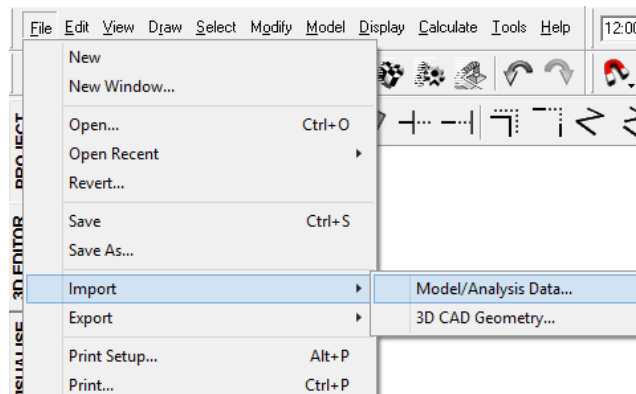 File Edit View Draw Select Modify Model Display Calculate Tools Help 12:00
New
New Window...
Open... Ctrl+O
Open Recent
Revert...
Save Ctrl+S
Save As...
Import
Export
Print Setup... Alt+P
Print... Ctrl+P
Model/Analysis Data...
3D CAD Geometry...
PROJECT
3D EDITOR
VISUALISE